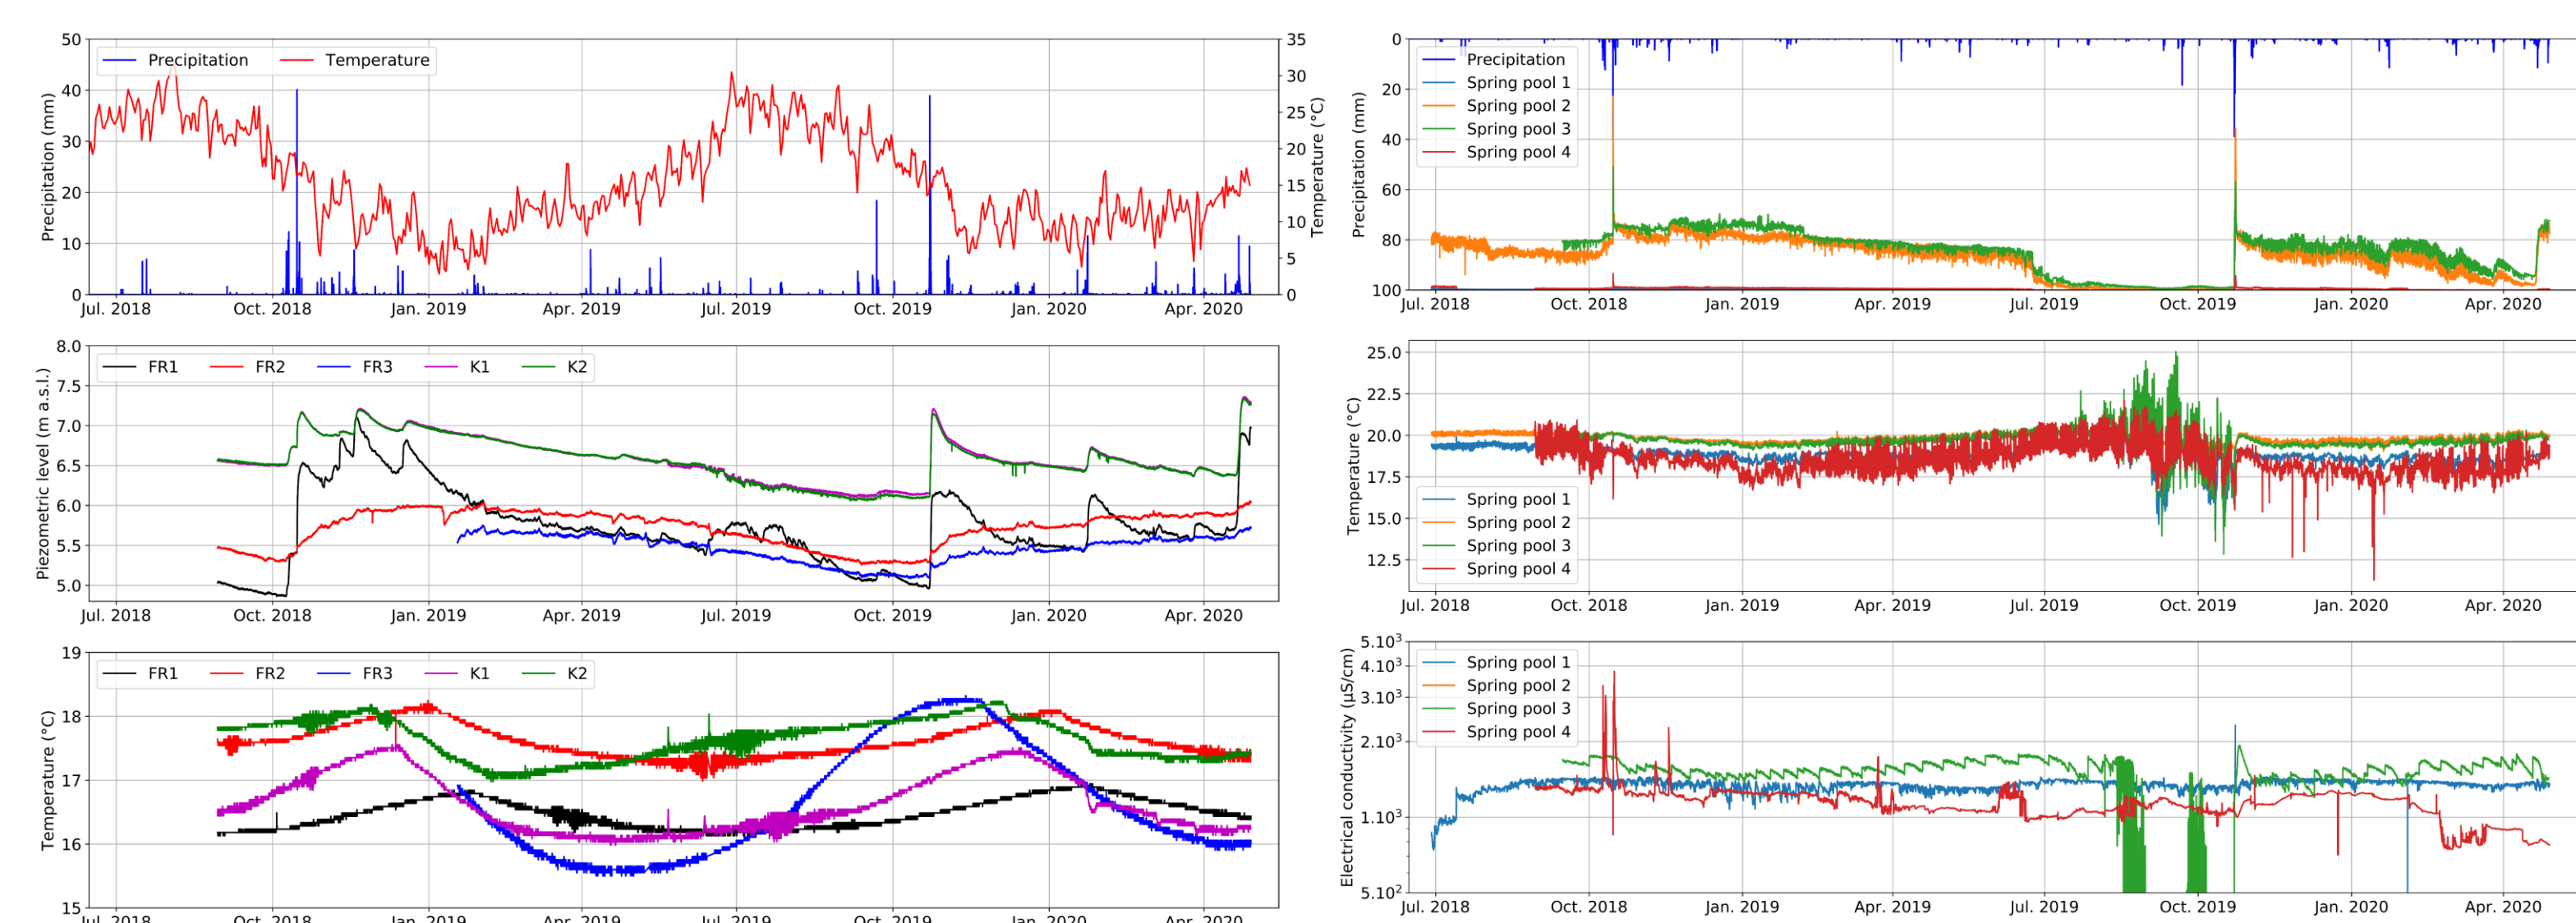 Precipitation (mm)
50
40
30
20
10
0
Precipitation
Temperature
35
30
25
20
15
10
5
0
Temperature (°C)
Jul. 2018
Oct. 2018
Jan. 2019
Apr. 2019
Jul. 2019
Oct. 2019
Jan. 2020
Apr. 2020
Piezometric level (m a.s.l.)
8.0
7.5
7.0
6.5
6.0
5.5
5.0
FR1
FR2
FR3
K1
K2
Jul. 2018
Oct. 2018
Jan. 2019
Apr. 2019
Jul. 2019
Oct. 2019
Jan. 2020
Apr. 2020
Temperature (°C)
19
18
17
16
15
FR1
FR2
FR3
K1
K2
Jul. 2018
Oct. 2018
Jan. 2019
Apr. 2019
Jul. 2019
Oct. 2019
Jan. 2020
Apr. 2020
Precipitation (mm)
0
20
40
60
80
100
Precipitation
Spring pool 1
Spring pool 2
Spring pool 3
Spring pool 4
Jul. 2018
Oct. 2018
Jan. 2019
Apr. 2019
Jul. 2019
Oct. 2019
Jan. 2020
Apr. 2020
Temperature (°C)
25.0
22.5
20.0
17.5
15.0
12.5
Spring pool 1
Spring pool 2
Spring pool 3
Spring pool 4
Jul. 2018
Oct. 2018
Jan. 2019
Apr. 2019
Jul. 2019
Oct. 2019
Jan. 2020
Apr. 2020
Electrical conductivity (µS/cm)
5.10³
4.10³
3.10³
2.10³
1.10³
5.10²
Spring pool 1
Spring pool 2
Spring pool 3
Spring pool 4
Jul. 2018
Oct. 2018
Jan. 2019
Apr. 2019
Jul. 2019
Oct. 2019
Jan. 2020
Apr. 2020